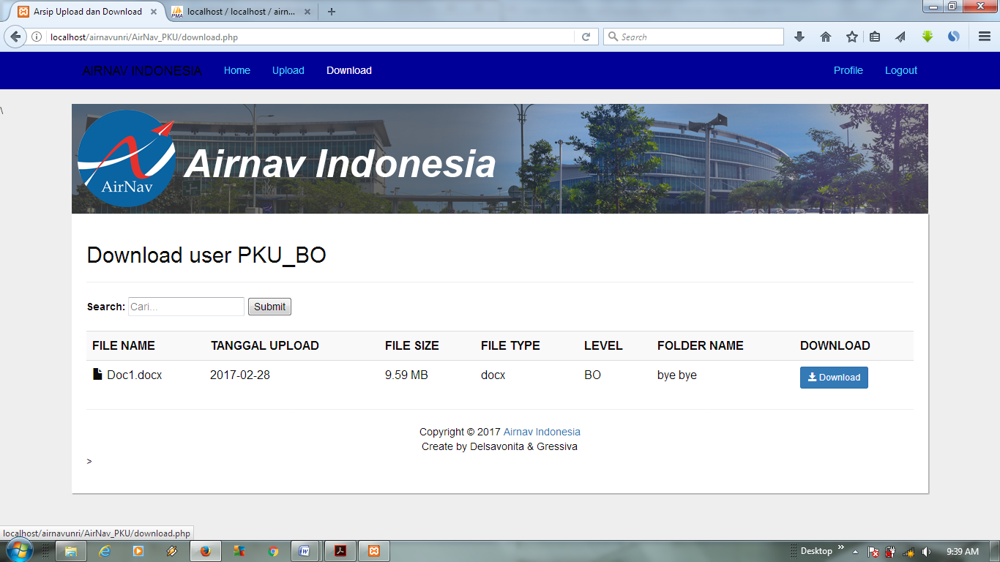 Arsip Upload dan Download
localhost / localhost / airn...
localhost/airnavunri/AirNav_PKU/download.php
Search
AIRNAV INDONESIA Home Upload Download Profile Logout
\
AirNav
Airnav Indonesia
Download user PKU_BO
Search: Cari... Submit
FILE NAME TANGGAL UPLOAD FILE SIZE FILE TYPE LEVEL FOLDER NAME DOWNLOAD
Doc1.docx 2017-02-28 9.59 MB docx BO bye bye Download
Copyright © 2017 Airnav Indonesia
Create by Delsavonita & Gressiva
>
localhost/airnavunri/AirNav_PKU/download.php
Desktop 9:39 AM